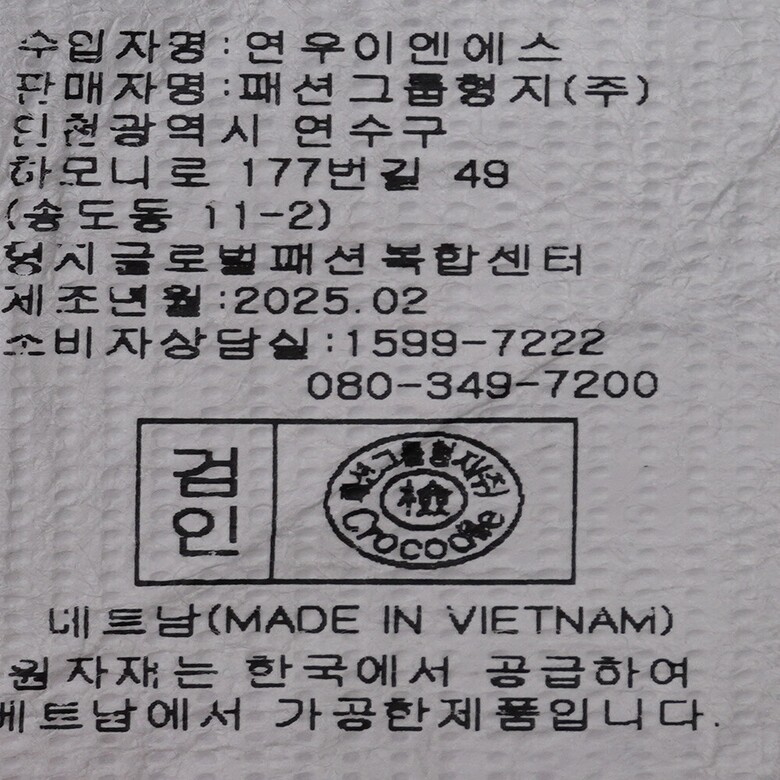 수입자명:연우이엔에스
판매자명:패션그룹형지(주)
인천광역시 연수구
하모니로 177번길 49
(송도동 11-2)
형지글로벌패션복합센터
제조년월:2025.02
소비자상담실:1599-7222
080-349-7200
검인
패션그룹형지(주)
檢
Crocodile
베트남(MADE IN VIETNAM)
원자재는 한국에서 공급하여
베트남에서 가공한제품입니다.